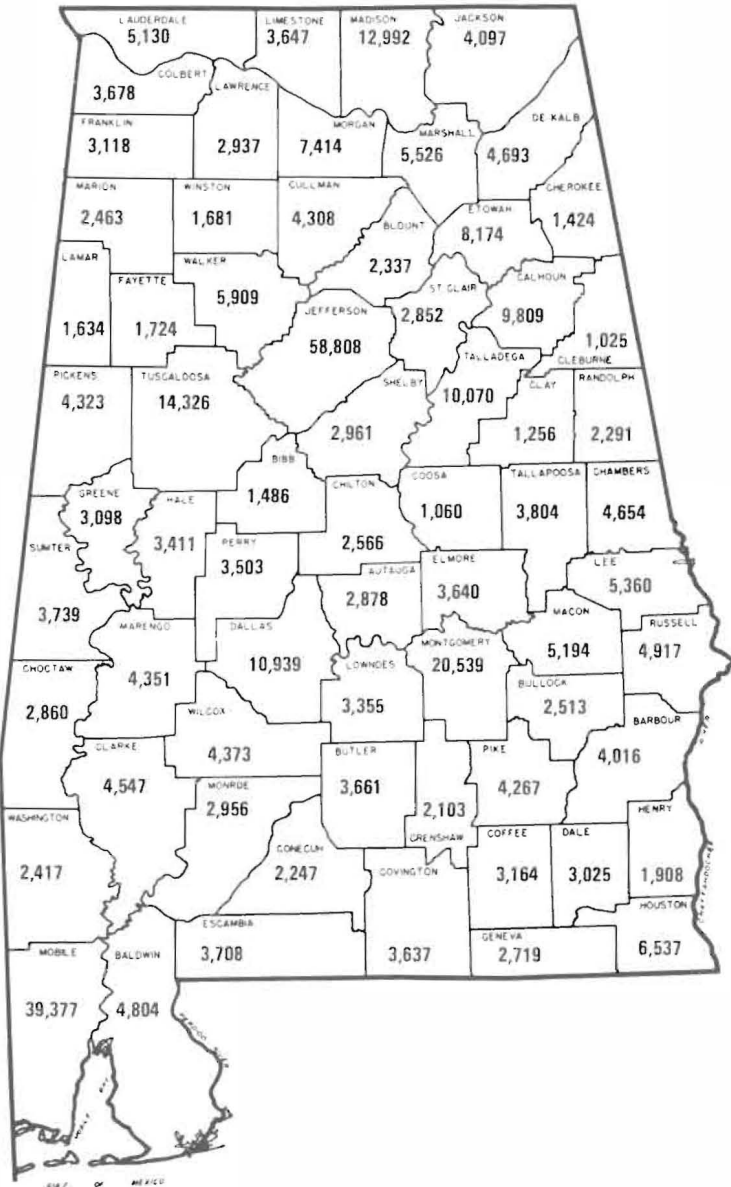 LAUDERDALE
5,130
LIMESTONE
3,647
MADISON
12,992
JACKSON
4,097
COLBERT
3,678
LAWRENCE
2,937
FRANKLIN
3,118
MORGAN
7,414
MARSHALL
5,526
DE KALB
4,693
MARION
2,463
WINSTON
1,681
CULLMAN
4,308
BLOUNT
2,337
ETOWAH
8,174
CHEROKEE
1,424
LAMAR
1,634
FAYETTE
1,724
WALKER
5,909
JEFFERSON
58,808
ST CLAIR
2,852
CALHOUN
9,809
1,025
CLEBURNE
PICKENS
4,323
TUSCALOOSA
14,326
SHELBY
2,961
TALLADEGA
10,070
CLAY
1,256
RANDOLPH
2,291
BIBB
1,486
GREENE
3,098
HALE
3,411
CHILTON
2,566
COOSA
1,060
TALLAPOOSA
3,804
CHAMBERS
4,654
SUMTER
3,739
PERRY
3,503
AUTAUGA
2,878
ELMORE
3,640
LEE
5,360
MARENGO
4,351
DALLAS
10,939
LOWNDES
3,355
MONTGOMERY
20,539
MACON
5,194
RUSSELL
4,917
CHOCTAW
2,860
WILCOX
4,373
BULLOCK
2,513
BARBOUR
4,016
CLARKE
4,547
MONROE
2,956
BUTLER
3,661
2,103
CRENSHAW
PIKE
4,267
HENRY
1,908
WASHINGTON
2,417
CONECUH
2,247
COVINGTON
3,637
COFFEE
3,164
DALE
3,025
HOUSTON
6,537
ESCAMBIA
3,708
GENEVA
2,719
MOBILE
39,377
BALDWIN
4,804
RIVER
CHATTAHOOCHEE
RIVER
BAY
OF MEXICO